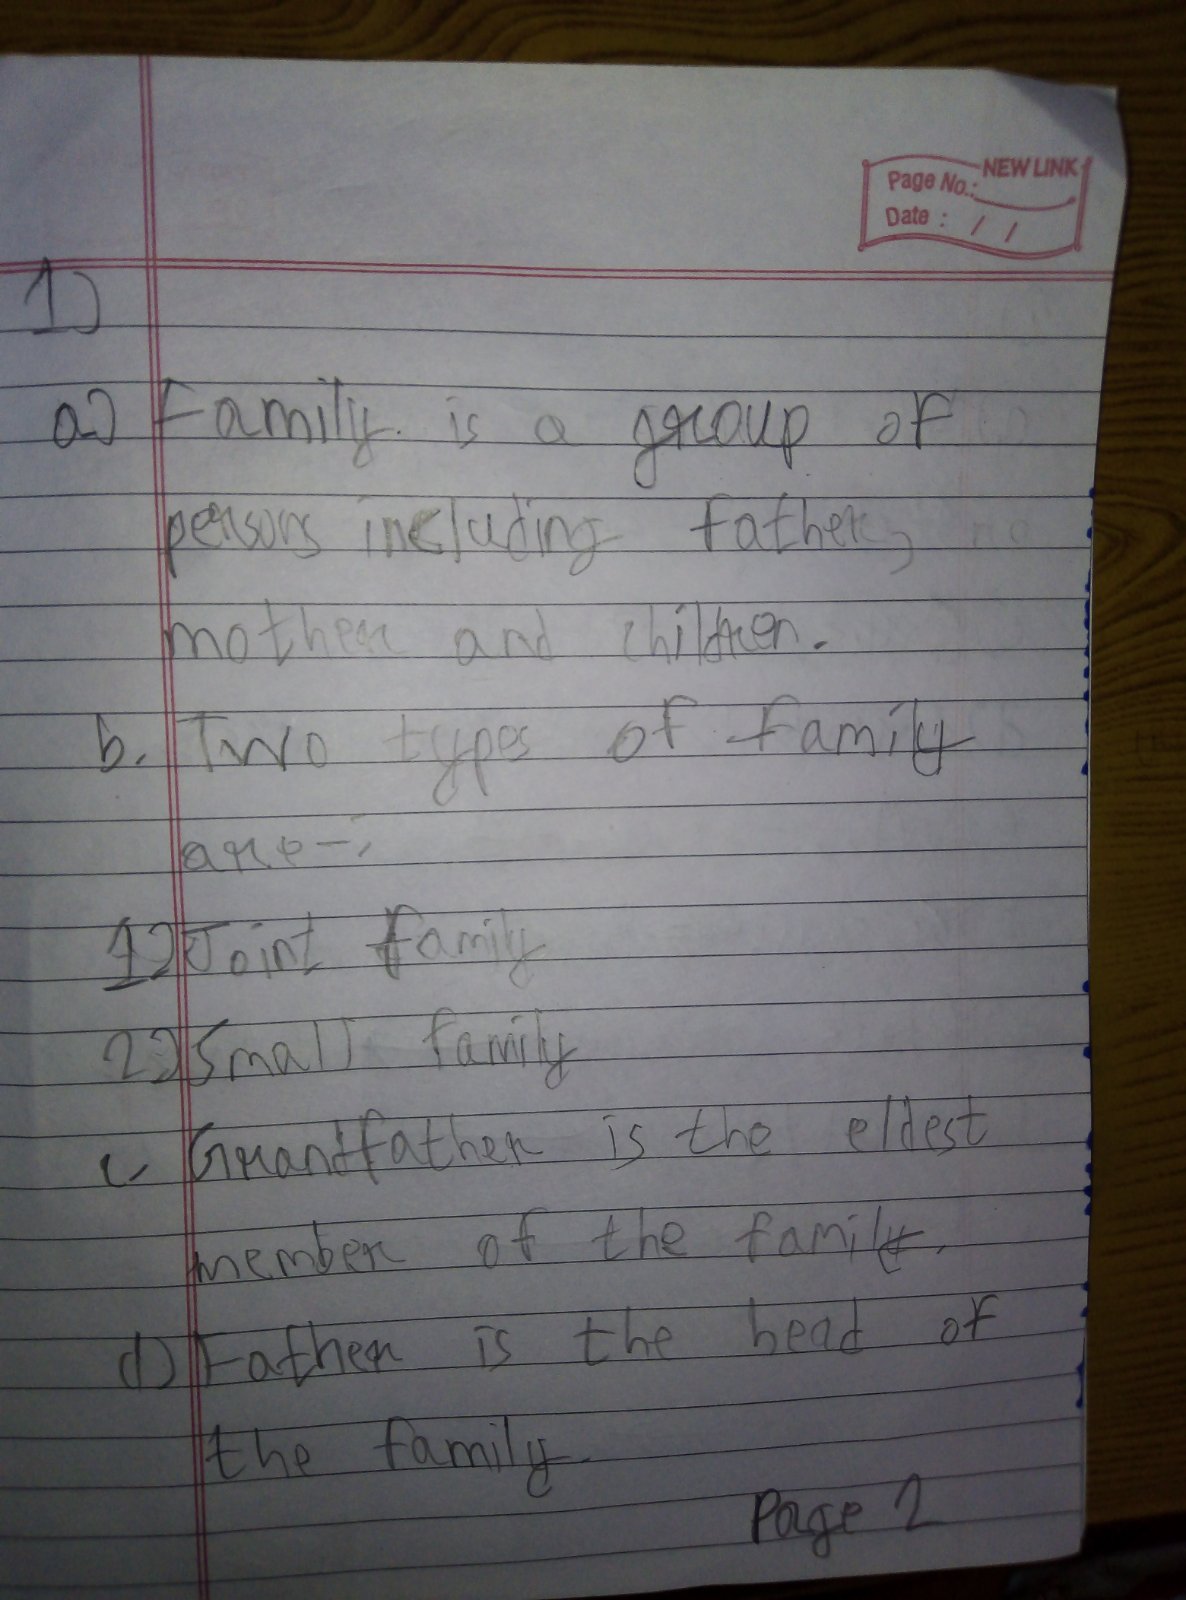 NEW LINK
Page No.:
Date : / /
1)
a) Family is a group of
persons including father,
mother and children.
b. Two types of family
are-:
1) Joint family
2) Small family
c. Grandfather is the eldest
member of the family.
d) Father is the head of
the family.
Page 2